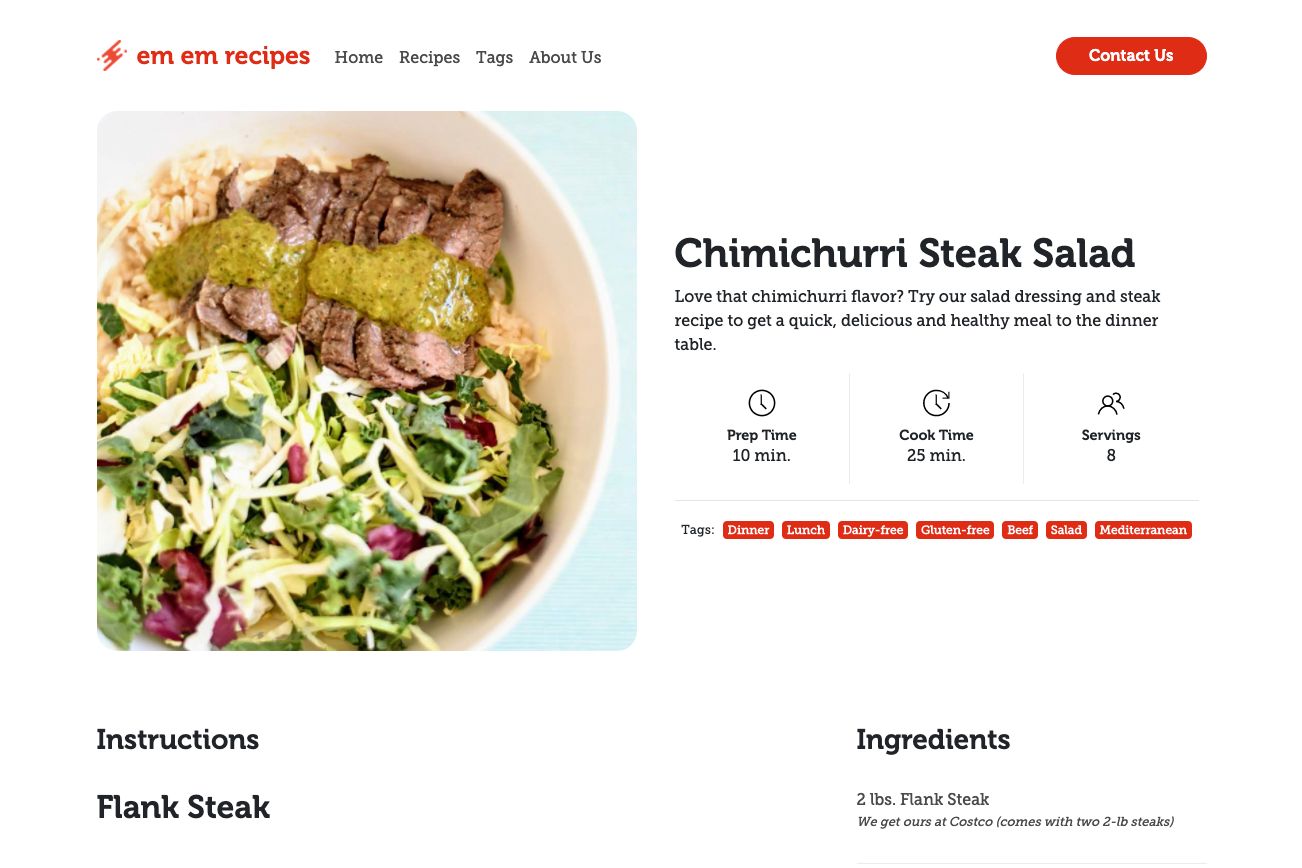 em em recipes
Home Recipes Tags About Us
Contact Us
Chimichurri Steak Salad
Love that chimichurri flavor? Try our salad dressing and steak
recipe to get a quick, delicious and healthy meal to the dinner
table.
Prep Time
10 min.
Cook Time
25 min.
Servings
8
Tags: Dinner Lunch Dairy-free Gluten-free Beef Salad Mediterranean
Instructions
Flank Steak
Ingredients
2 lbs. Flank Steak
We get ours at Costco (comes with two 2-lb steaks)